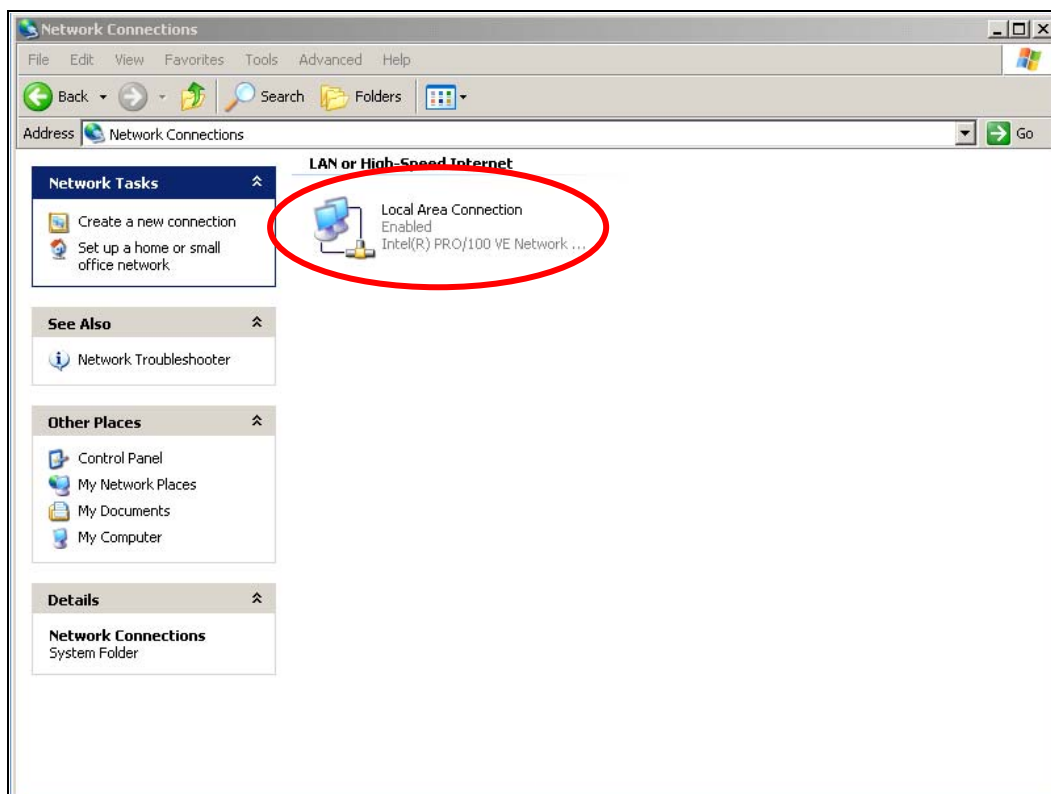 Network Connections
File Edit View Favorites Tools Advanced Help
Back Search Folders
Address Network Connections Go
LAN or High-Speed Internet
Network Tasks
Create a new connection
Set up a home or small
office network
Local Area Connection
Enabled
Intel(R) PRO/100 VE Network ...
See Also
Network Troubleshooter
Other Places
Control Panel
My Network Places
My Documents
My Computer
Details
Network Connections
System Folder